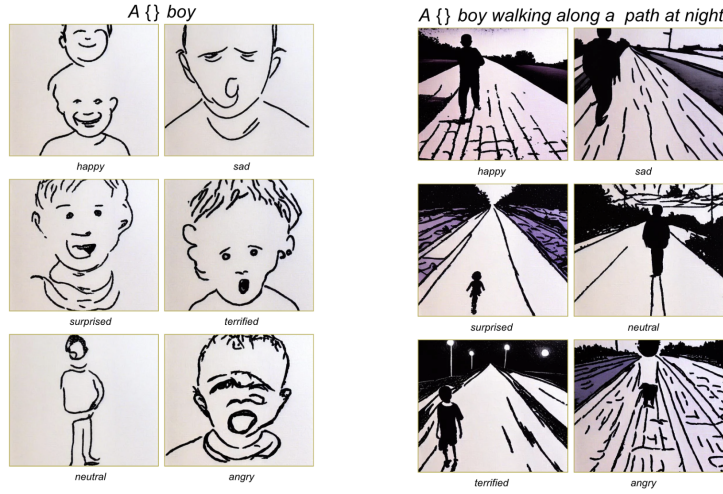 A {} boy
happy
sad
surprised
terrified
neutral
angry
A {} boy walking along a path at night
happy
sad
surprised
neutral
terrified
angry